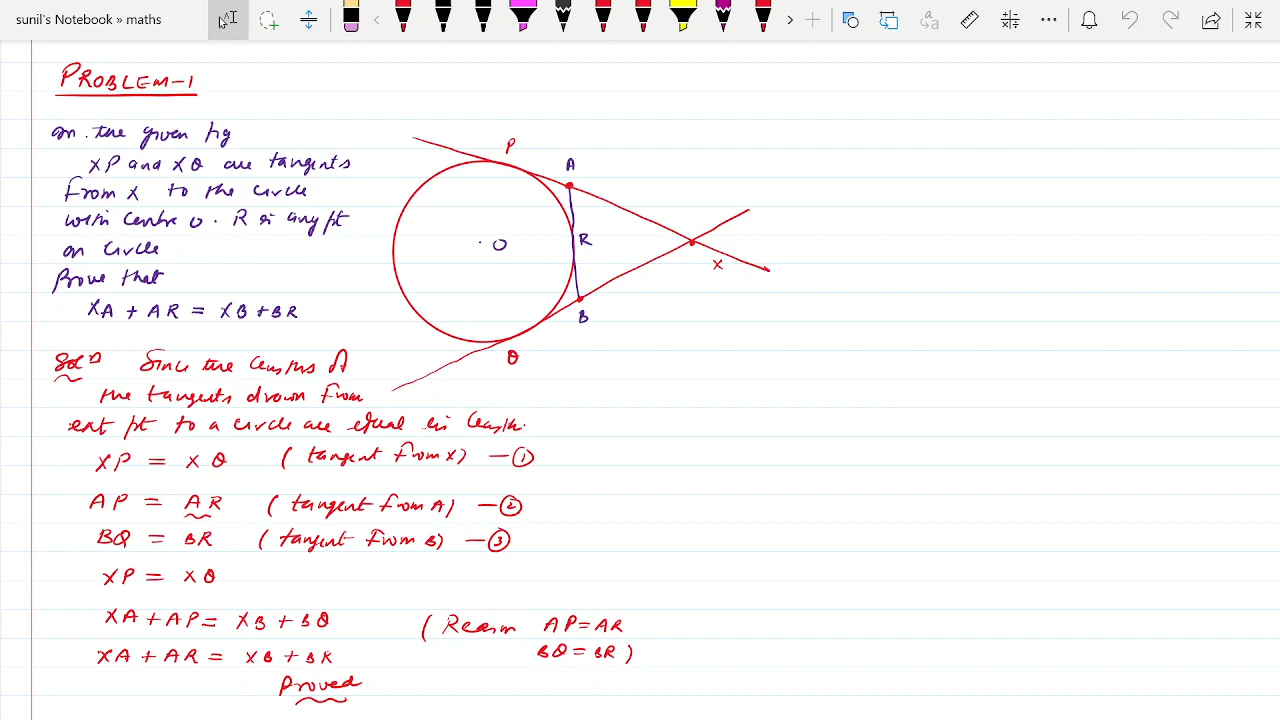 sunil's Notebook » maths
PROBLEM-1
In the given fig
XP and XQ are tangents
From X to the circle
with centre O. R is any pt
on circle
Prove that
XA + AR = XB + BR
P
A
O
R
X
B
Q
Solⁿ Since the lengths of
the tangents drawn from
ext pt to a circle are equal in length.
XP = XQ (tangent from X) —①
AP = AR (tangent from A) —②
BQ = BR (tangent from B) —③
XP = XQ
XA + AP = XB + BQ (Reason AP = AR
BQ = BR)
XA + AR = XB + BR
Proved